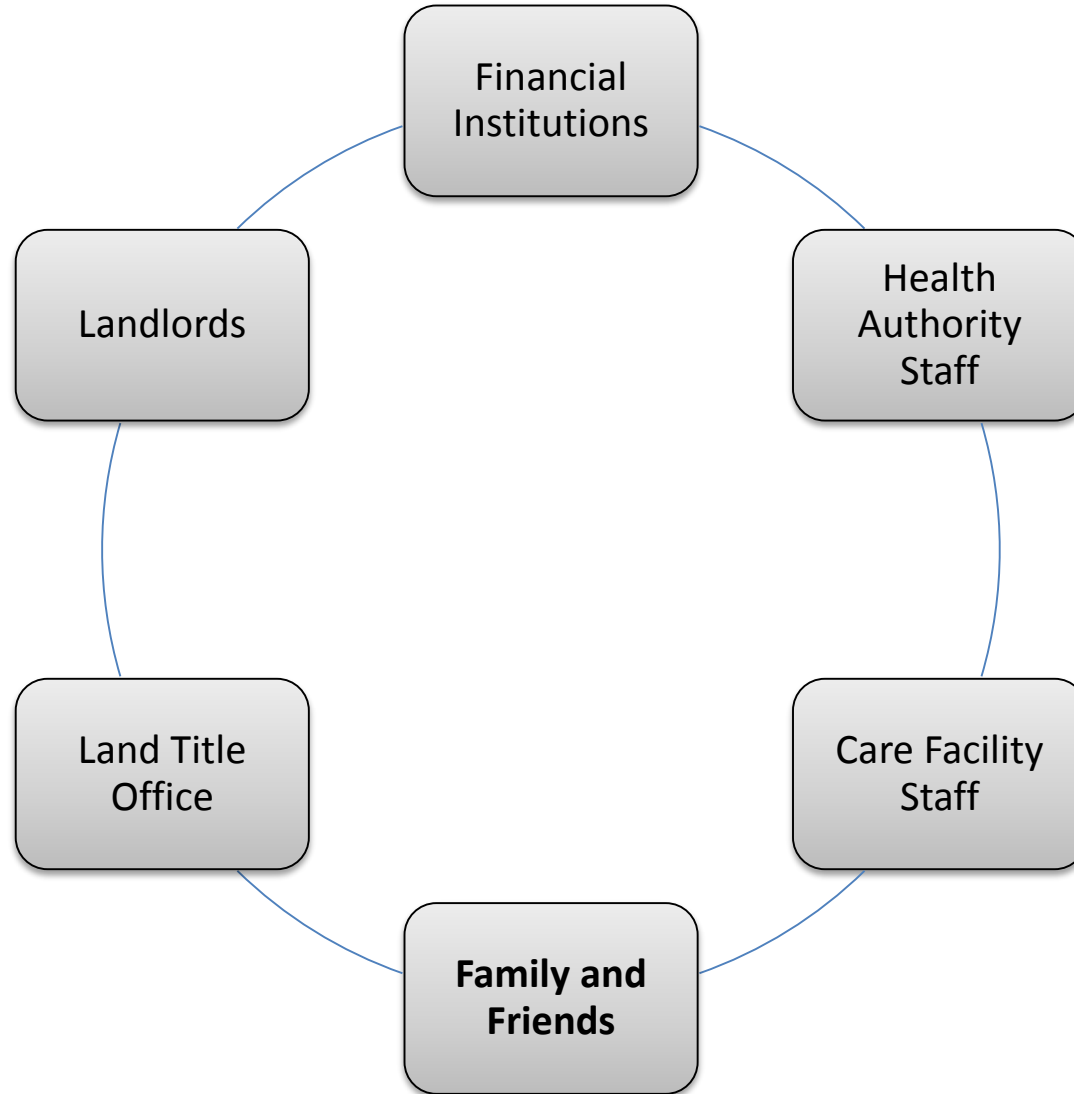 Financial
Institutions
Health
Authority
Staff
Care Facility
Staff
Family and
Friends
Land Title
Office
Landlords